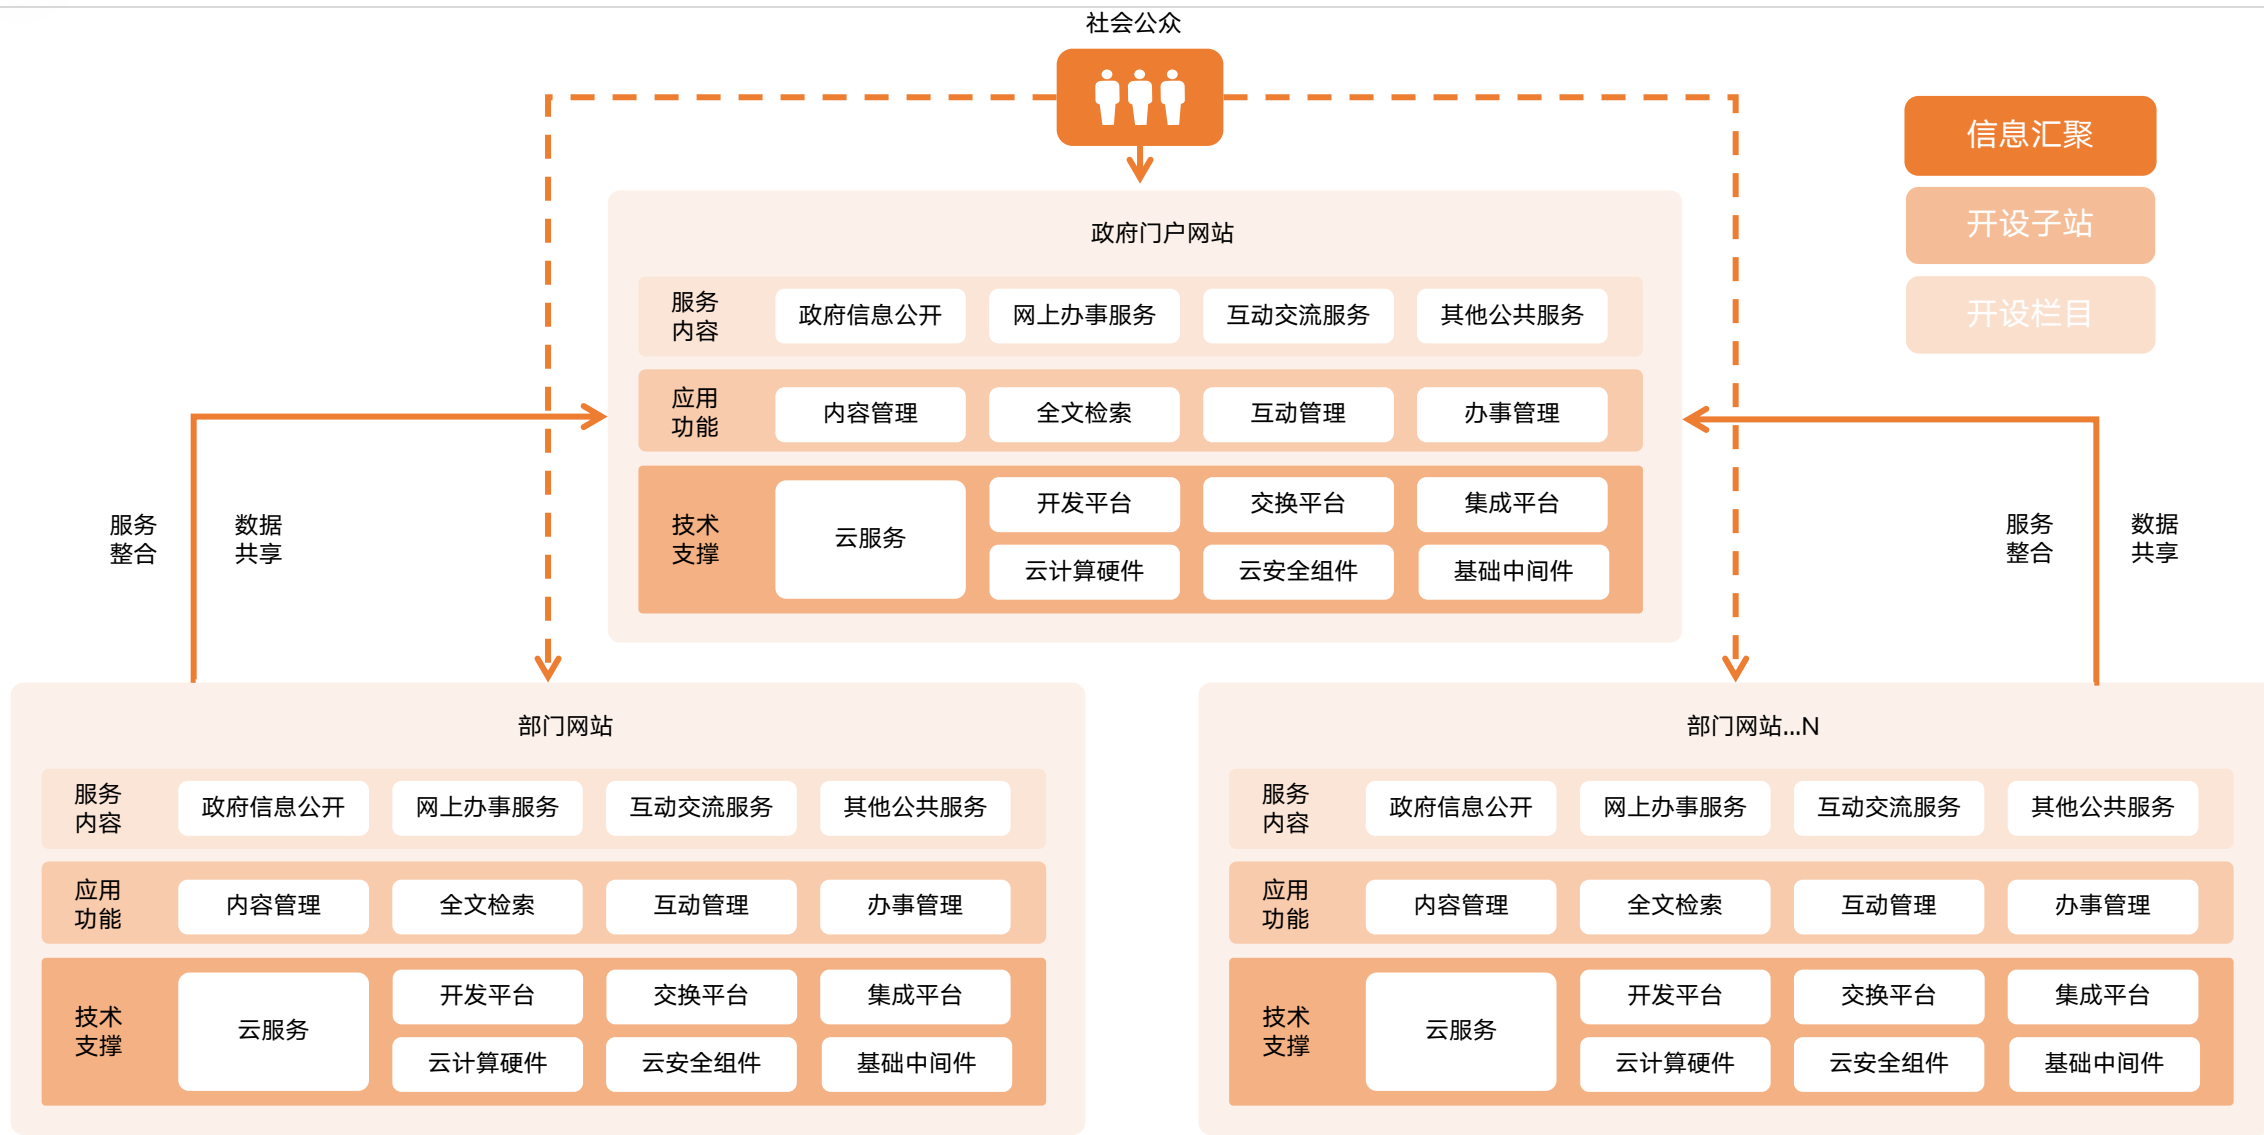 社会公众
信息汇聚
开设子站
开设栏目
政府门户网站
服务
内容
政府信息公开
网上办事服务
互动交流服务
其他公共服务
应用
功能
内容管理
全文检索
互动管理
办事管理
技术
支撑
云服务
开发平台
交换平台
集成平台
云计算硬件
云安全组件
基础中间件
服务
整合
数据
共享
服务
整合
数据
共享
部门网站
服务
内容
政府信息公开
网上办事服务
互动交流服务
其他公共服务
应用
功能
内容管理
全文检索
互动管理
办事管理
技术
支撑
云服务
开发平台
交换平台
集成平台
云计算硬件
云安全组件
基础中间件
部门网站...N
服务
内容
政府信息公开
网上办事服务
互动交流服务
其他公共服务
应用
功能
内容管理
全文检索
互动管理
办事管理
技术
支撑
云服务
开发平台
交换平台
集成平台
云计算硬件
云安全组件
基础中间件